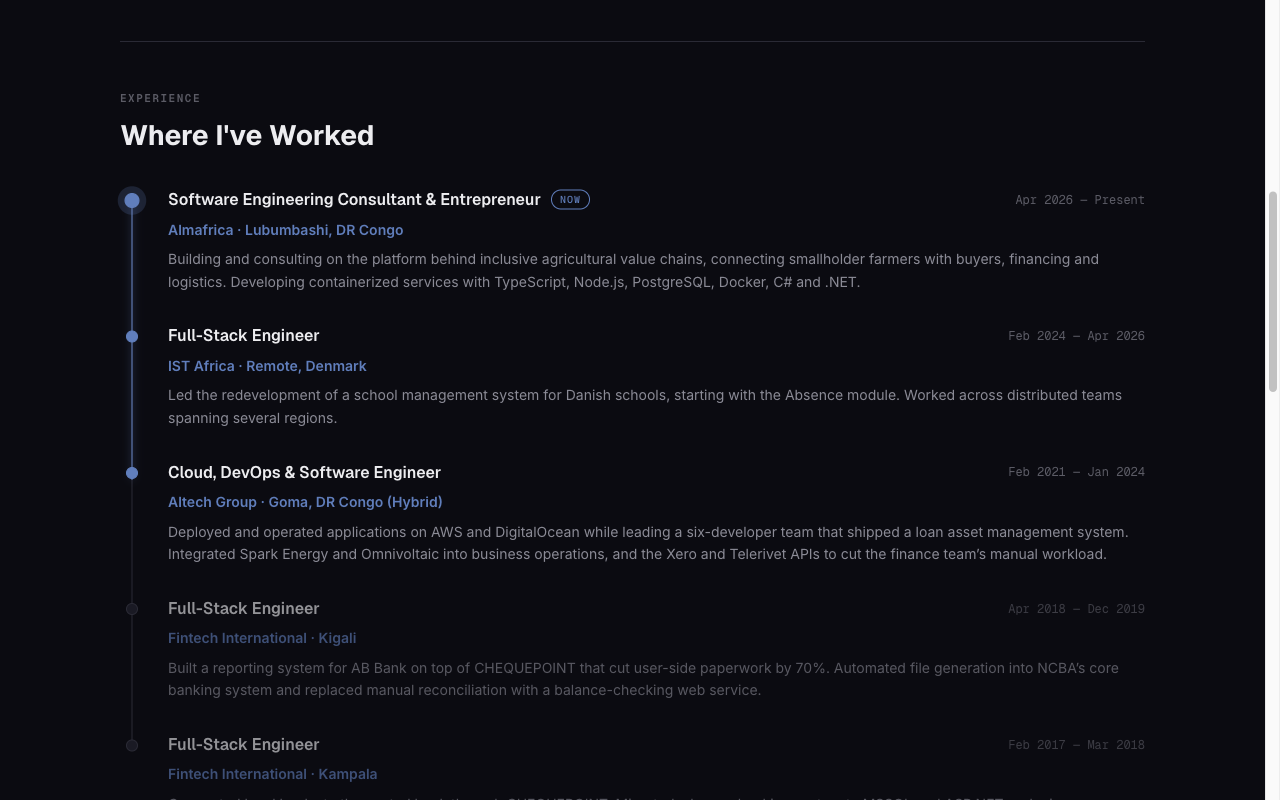 EXPERIENCE
Where I've Worked
Software Engineering Consultant & Entrepreneur NOW Apr 2026 — Present
Almafrica · Lubumbashi, DR Congo
Building and consulting on the platform behind inclusive agricultural value chains, connecting smallholder farmers with buyers, financing and
logistics. Developing containerized services with TypeScript, Node.js, PostgreSQL, Docker, C# and .NET.
Full-Stack Engineer Feb 2024 — Apr 2026
IST Africa · Remote, Denmark
Led the redevelopment of a school management system for Danish schools, starting with the Absence module. Worked across distributed teams
spanning several regions.
Cloud, DevOps & Software Engineer Feb 2021 — Jan 2024
Altech Group · Goma, DR Congo (Hybrid)
Deployed and operated applications on AWS and DigitalOcean while leading a six-developer team that shipped a loan asset management system.
Integrated Spark Energy and Omnivoltaic into business operations, and the Xero and Telerivet APIs to cut the finance team’s manual workload.
Full-Stack Engineer Apr 2018 — Dec 2019
Fintech International · Kigali
Built a reporting system for AB Bank on top of CHEQUEPOINT that cut user-side paperwork by 70%. Automated file generation into NCBA’s core
banking system and replaced manual reconciliation with a balance-checking web service.
Full-Stack Engineer Feb 2017 — Mar 2018
Fintech International · Kampala